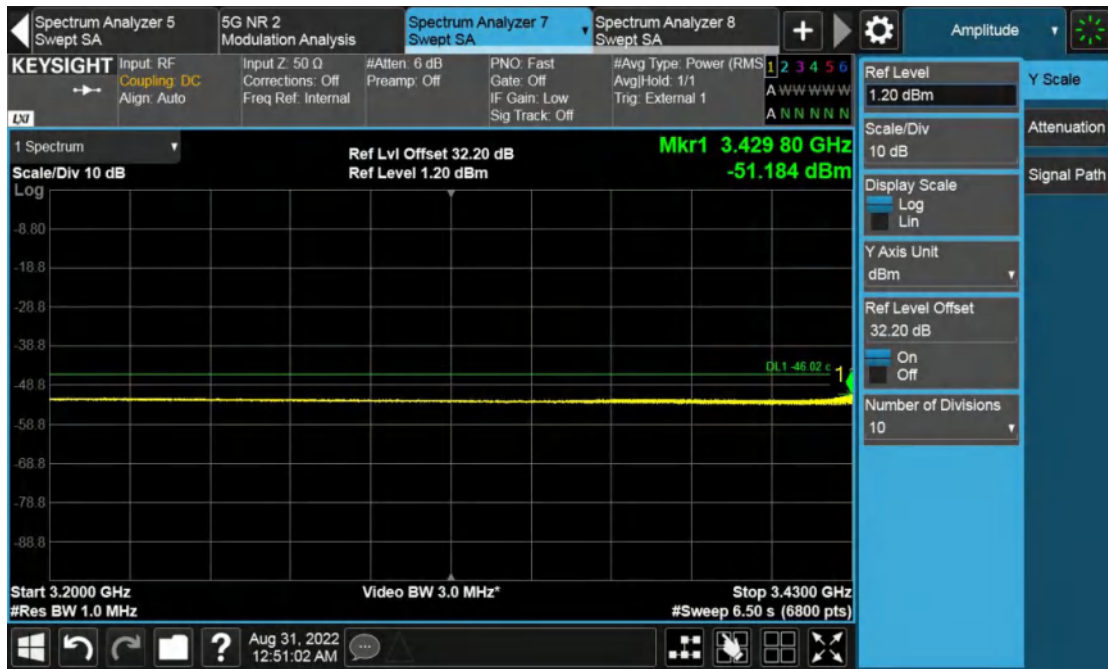 Spectrum Analyzer 5
Swept SA
5G NR 2
Modulation Analysis
Spectrum Analyzer 7
Swept SA
Spectrum Analyzer 8
Swept SA
+
Amplitude
KEYSIGHT
LXI
Input: RF
Coupling: DC
Align: Auto
Input Z: 50 Ω
Corrections: Off
Freq Ref: Internal
#Atten: 6 dB
Preamp: Off
PNO: Fast
Gate: Off
IF Gain: Low
Sig Track: Off
#Avg Type: Power (RMS
Avg|Hold: 1/1
Trig: External 1
1 2 3 4 5 6
A W W W W W
A N N N N N
1 Spectrum
Scale/Div 10 dB
Ref Lvl Offset 32.20 dB
Ref Level 1.20 dBm
Mkr1 3.429 80 GHz
-51.184 dBm
Log
-8.80
-18.8
-28.8
-38.8
-48.8
-58.8
-68.8
-78.8
-88.8
DL1 -46.02 c
1
Start 3.2000 GHz
#Res BW 1.0 MHz
Video BW 3.0 MHz*
Stop 3.4300 GHz
#Sweep 6.50 s (6800 pts)
Ref Level
1.20 dBm
Scale/Div
10 dB
Display Scale
Log
Lin
Y Axis Unit
dBm
Ref Level Offset
32.20 dB
On
Off
Number of Divisions
10
Y Scale
Attenuation
Signal Path
?
Aug 31, 2022
12:51:02 AM